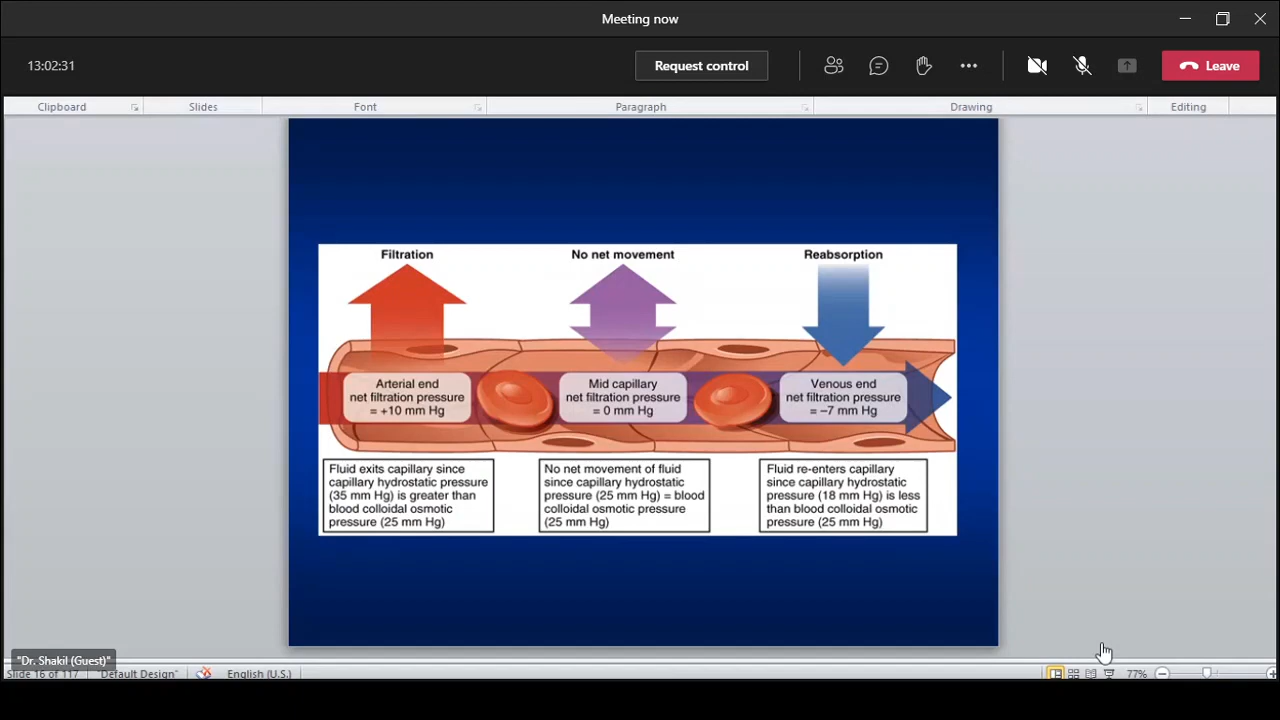 Meeting now
13:02:31
Request control
Leave
Clipboard
Slides
Font
Paragraph
Drawing
Editing
Filtration
No net movement
Reabsorption
Arterial end
net filtration pressure
= +10 mm Hg
Mid capillary
net filtration pressure
= 0 mm Hg
Venous end
net filtration pressure
= –7 mm Hg
Fluid exits capillary since
capillary hydrostatic pressure
(35 mm Hg) is greater than
blood colloidal osmotic
pressure (25 mm Hg)
No net movement of fluid
since capillary hydrostatic
pressure (25 mm Hg) = blood
colloidal osmotic pressure
(25 mm Hg)
Fluid re-enters capillary
since capillary hydrostatic
pressure (18 mm Hg) is less
than blood colloidal osmotic
pressure (25 mm Hg)
"Dr. Shakil (Guest)"
Slide 16 of 117
"Default Design"
English (U.S.)
77%